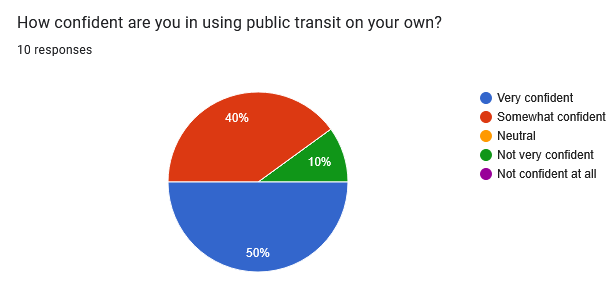 How confident are you in using public transit on your own?
10 responses
40%
10%
50%
Very confident
Somewhat confident
Neutral
Not very confident
Not confident at all